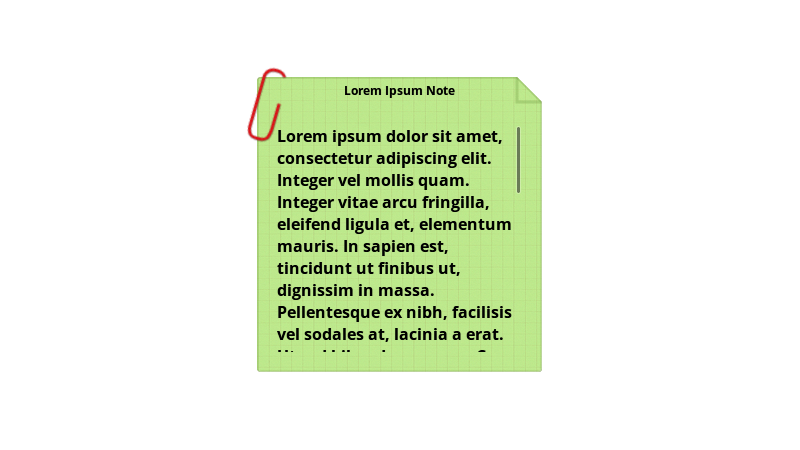 Lorem Ipsum Note
Lorem ipsum dolor sit amet,
consectetur adipiscing elit.
Integer vel mollis quam.
Integer vitae arcu fringilla,
eleifend ligula et, elementum
mauris. In sapien est,
tincidunt ut finibus ut,
dignissim in massa.
Pellentesque ex nibh, facilisis
vel sodales at, lacinia a erat.